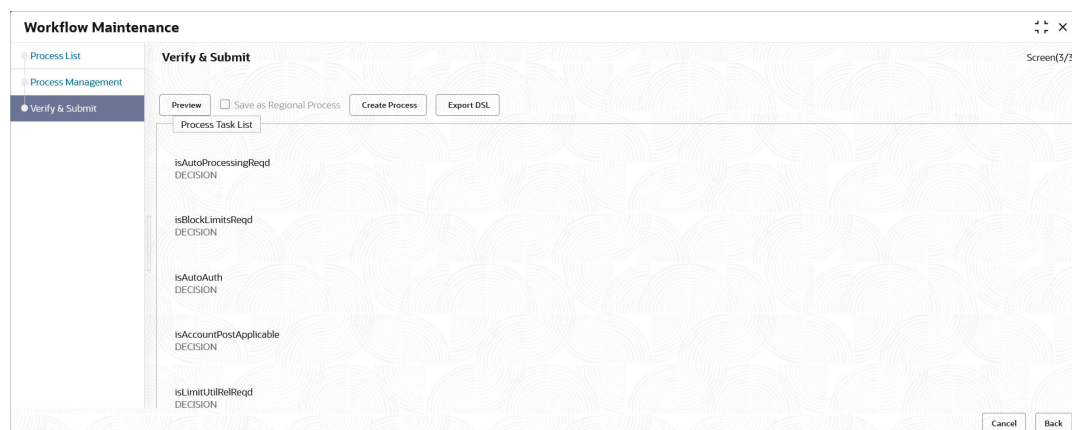 Workflow Maintenance
Process List
Process Management
Verify & Submit
Verify & Submit
Screen(3/3
Preview
Save as Regional Process
Create Process
Export DSL
Process Task List
isAutoProcessingReqd
DECISION
isBlockLimitsReqd
DECISION
isAutoAuth
DECISION
isAccountPostApplicable
DECISION
isLimitUtilRelReqd
DECISION
Cancel
Back